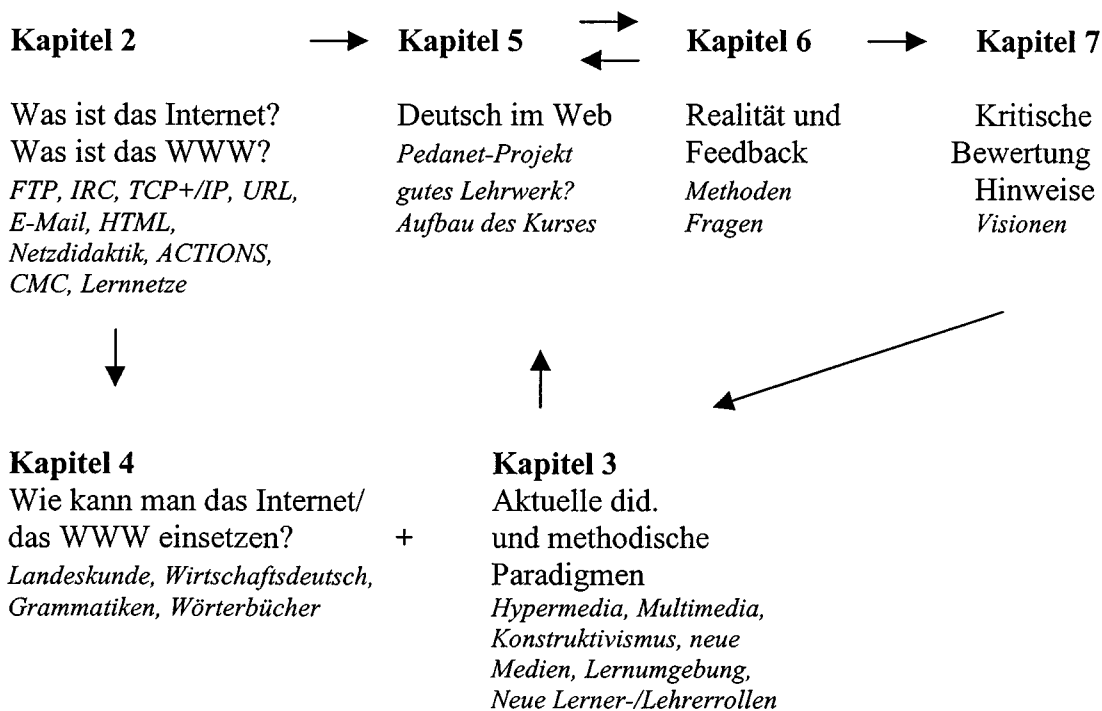 Kapitel 2
Was ist das Internet?
Was ist das WWW?
FTP, IRC, TCP+/IP, URL,
E-Mail, HTML,
Netzdidaktik, ACTIONS,
CMC, Lernnetze
Kapitel 5
Deutsch im Web
Pedanet-Projekt
gutes Lehrwerk?
Aufbau des Kurses
Kapitel 6
Realität und
Feedback
Methoden
Fragen
Kapitel 7
Kritische
Bewertung
Hinweise
Visionen
Kapitel 4
Wie kann man das Internet/
das WWW einsetzen?
Landeskunde, Wirtschaftsdeutsch,
Grammatiken, Wörterbücher
+
Kapitel 3
Aktuelle did.
und methodische
Paradigmen
Hypermedia, Multimedia,
Konstruktivismus, neue
Medien, Lernumgebung,
Neue Lerner-/Lehrerrollen